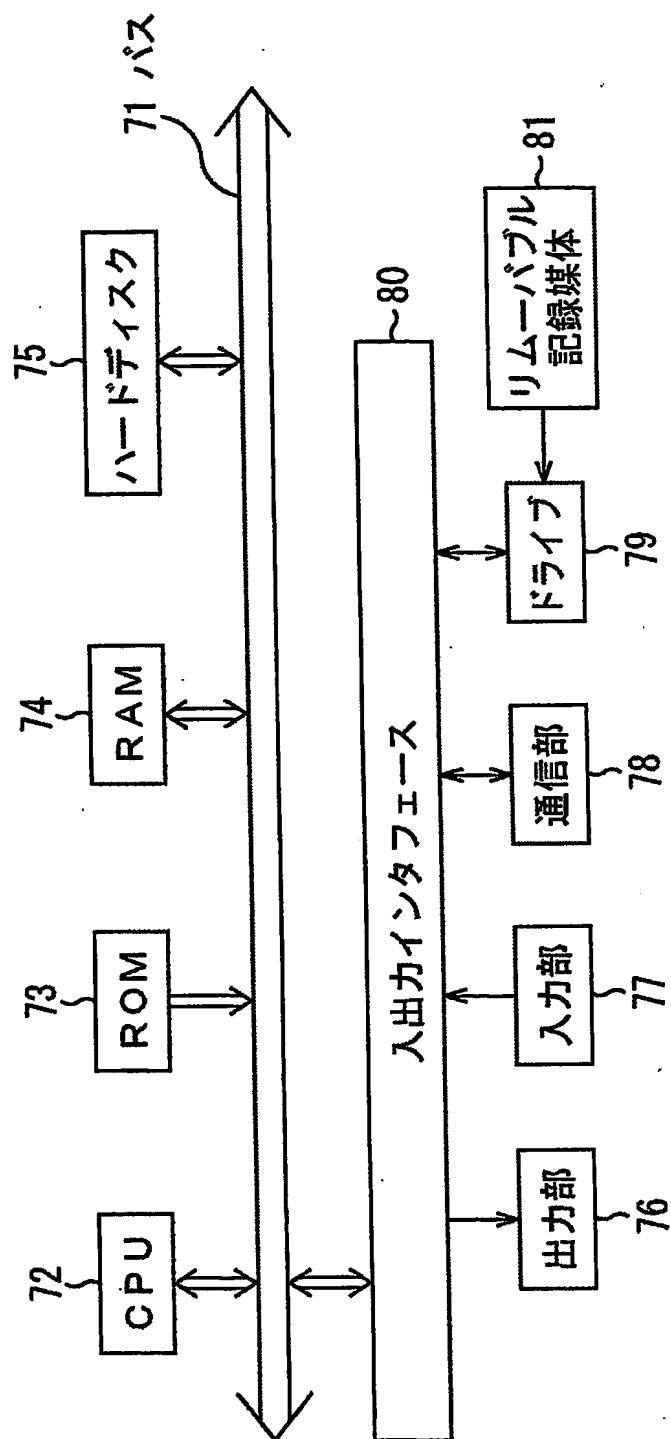 71 バス
72
CPU
73
ROM
74
RAM
75
ハードディスク
80
入出力インタフェース
出力部
76
入力部
77
通信部
78
ドライブ
79
リムーバブル
記録媒体
81